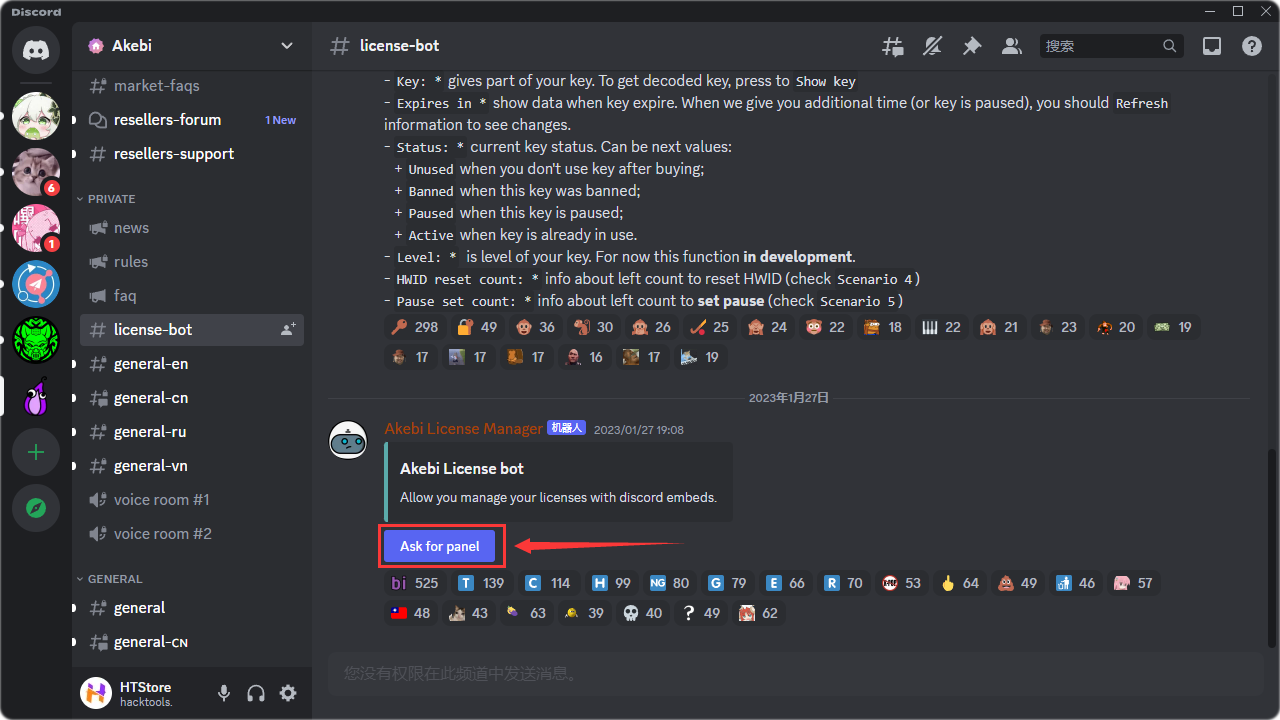 Discord
Akebi
market-faqs
resellers-forum 1 New
resellers-support
PRIVATE
news
rules
faq
license-bot
general-en
general-cn
general-ru
general-vn
voice room #1
voice room #2
GENERAL
general
general-CN
HTStore
hacktools.
6
1
license-bot
搜索
- Key: * gives part of your key. To get decoded key, press to Show key
- Expires in * show data when key expire. When we give you additional time (or key is paused), you should Refresh
information to see changes.
- Status: * current key status. Can be next values:
+ Unused when you don't use key after buying;
+ Banned when this key was banned;
+ Paused when this key is paused;
+ Active when key is already in use.
- Level: * is level of your key. For now this function in development.
- HWID reset count: * info about left count to reset HWID (check Scenario 4)
- Pause set count: * info about left count to set pause (check Scenario 5)
298 49 36 30 26 25 24 22 18 22 21 23 20 19
17 17 17 16 17 19
2023年1月27日
Akebi License Manager 机器人 2023/01/27 19:08
Akebi License bot
Allow you manage your licenses with discord embeds.
Ask for panel
bi 525 T 139 C 114 H 99 NG 80 G 79 E 66 R 70 53 64 49 46 57
48 43 63 39 40 ? 49 62
您没有权限在此频道中发送消息。